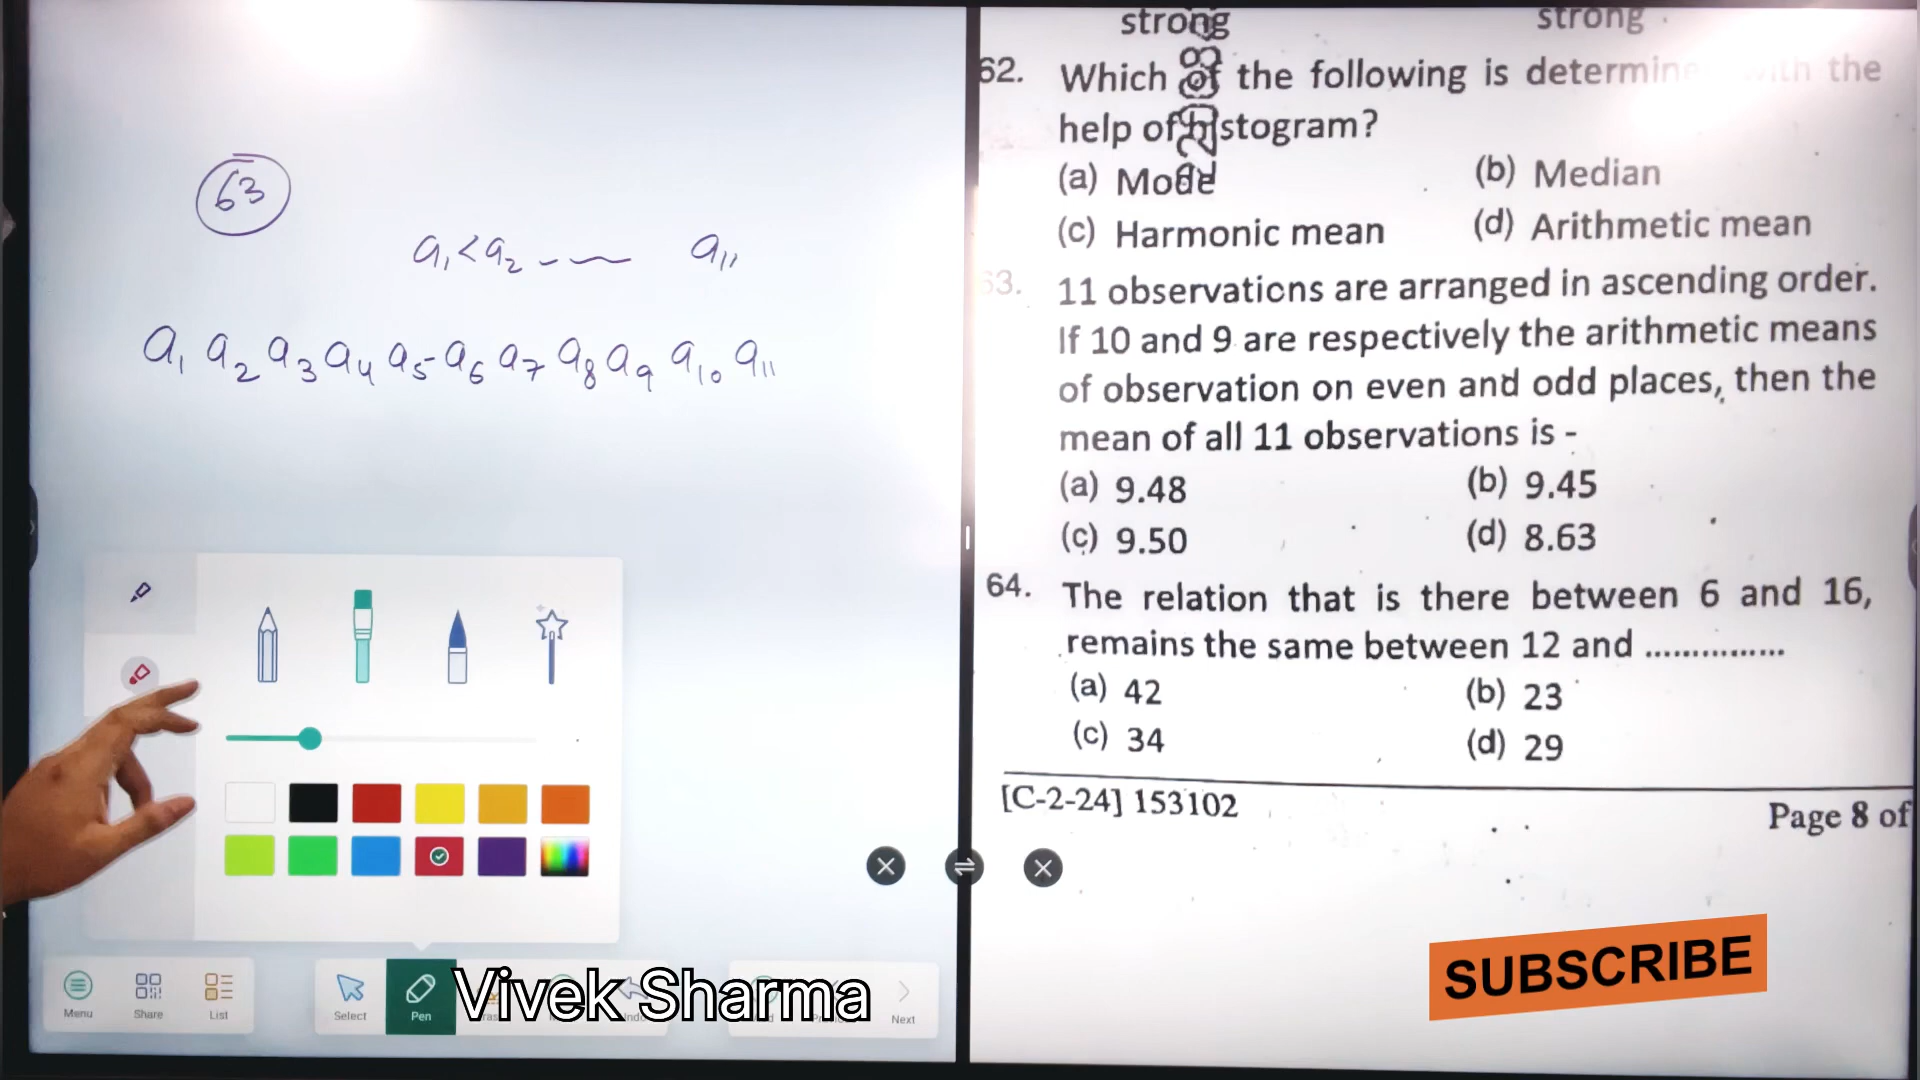 63
a₁ < a₂ - - — a₁₁
a₁ a₂ a₃ a₄ a₅ a₆ a₇ a₈ a₉ a₁₀ a₁₁
Menu
Share
List
Select
Pen
Next
Vivek Sharma
strong strong
62. Which of the following is determine with the
help of histogram?
(a) Mode (b) Median
(c) Harmonic mean (d) Arithmetic mean
63. 11 observations are arranged in ascending order.
If 10 and 9 are respectively the arithmetic means
of observation on even and odd places, then the
mean of all 11 observations is -
(a) 9.48 (b) 9.45
(c) 9.50 (d) 8.63
64. The relation that is there between 6 and 16,
remains the same between 12 and ...............
(a) 42 (b) 23
(c) 34 (d) 29
[C-2-24] 153102 Page 8 of
SUBSCRIBE